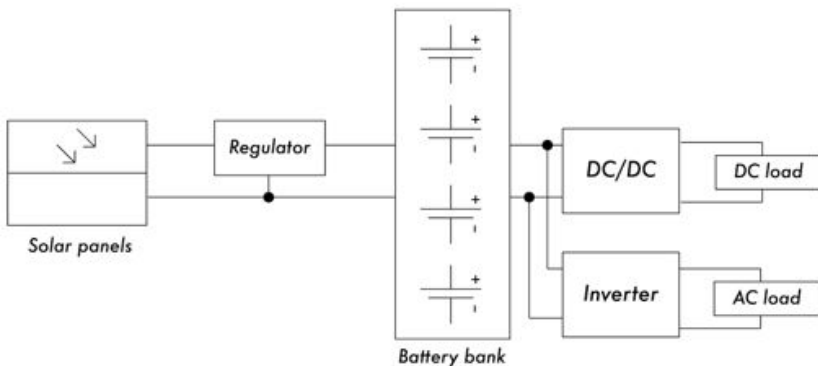 Solar panels
Regulator
+
-
+
-
+
-
+
-
Battery bank
DC/DC
DC load
Inverter
AC load